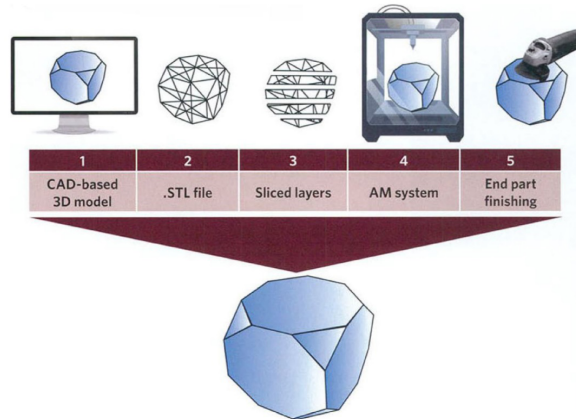 1 2 3 4 5
CAD-based 3D model
.STL file
Sliced layers
AM system
End part finishing